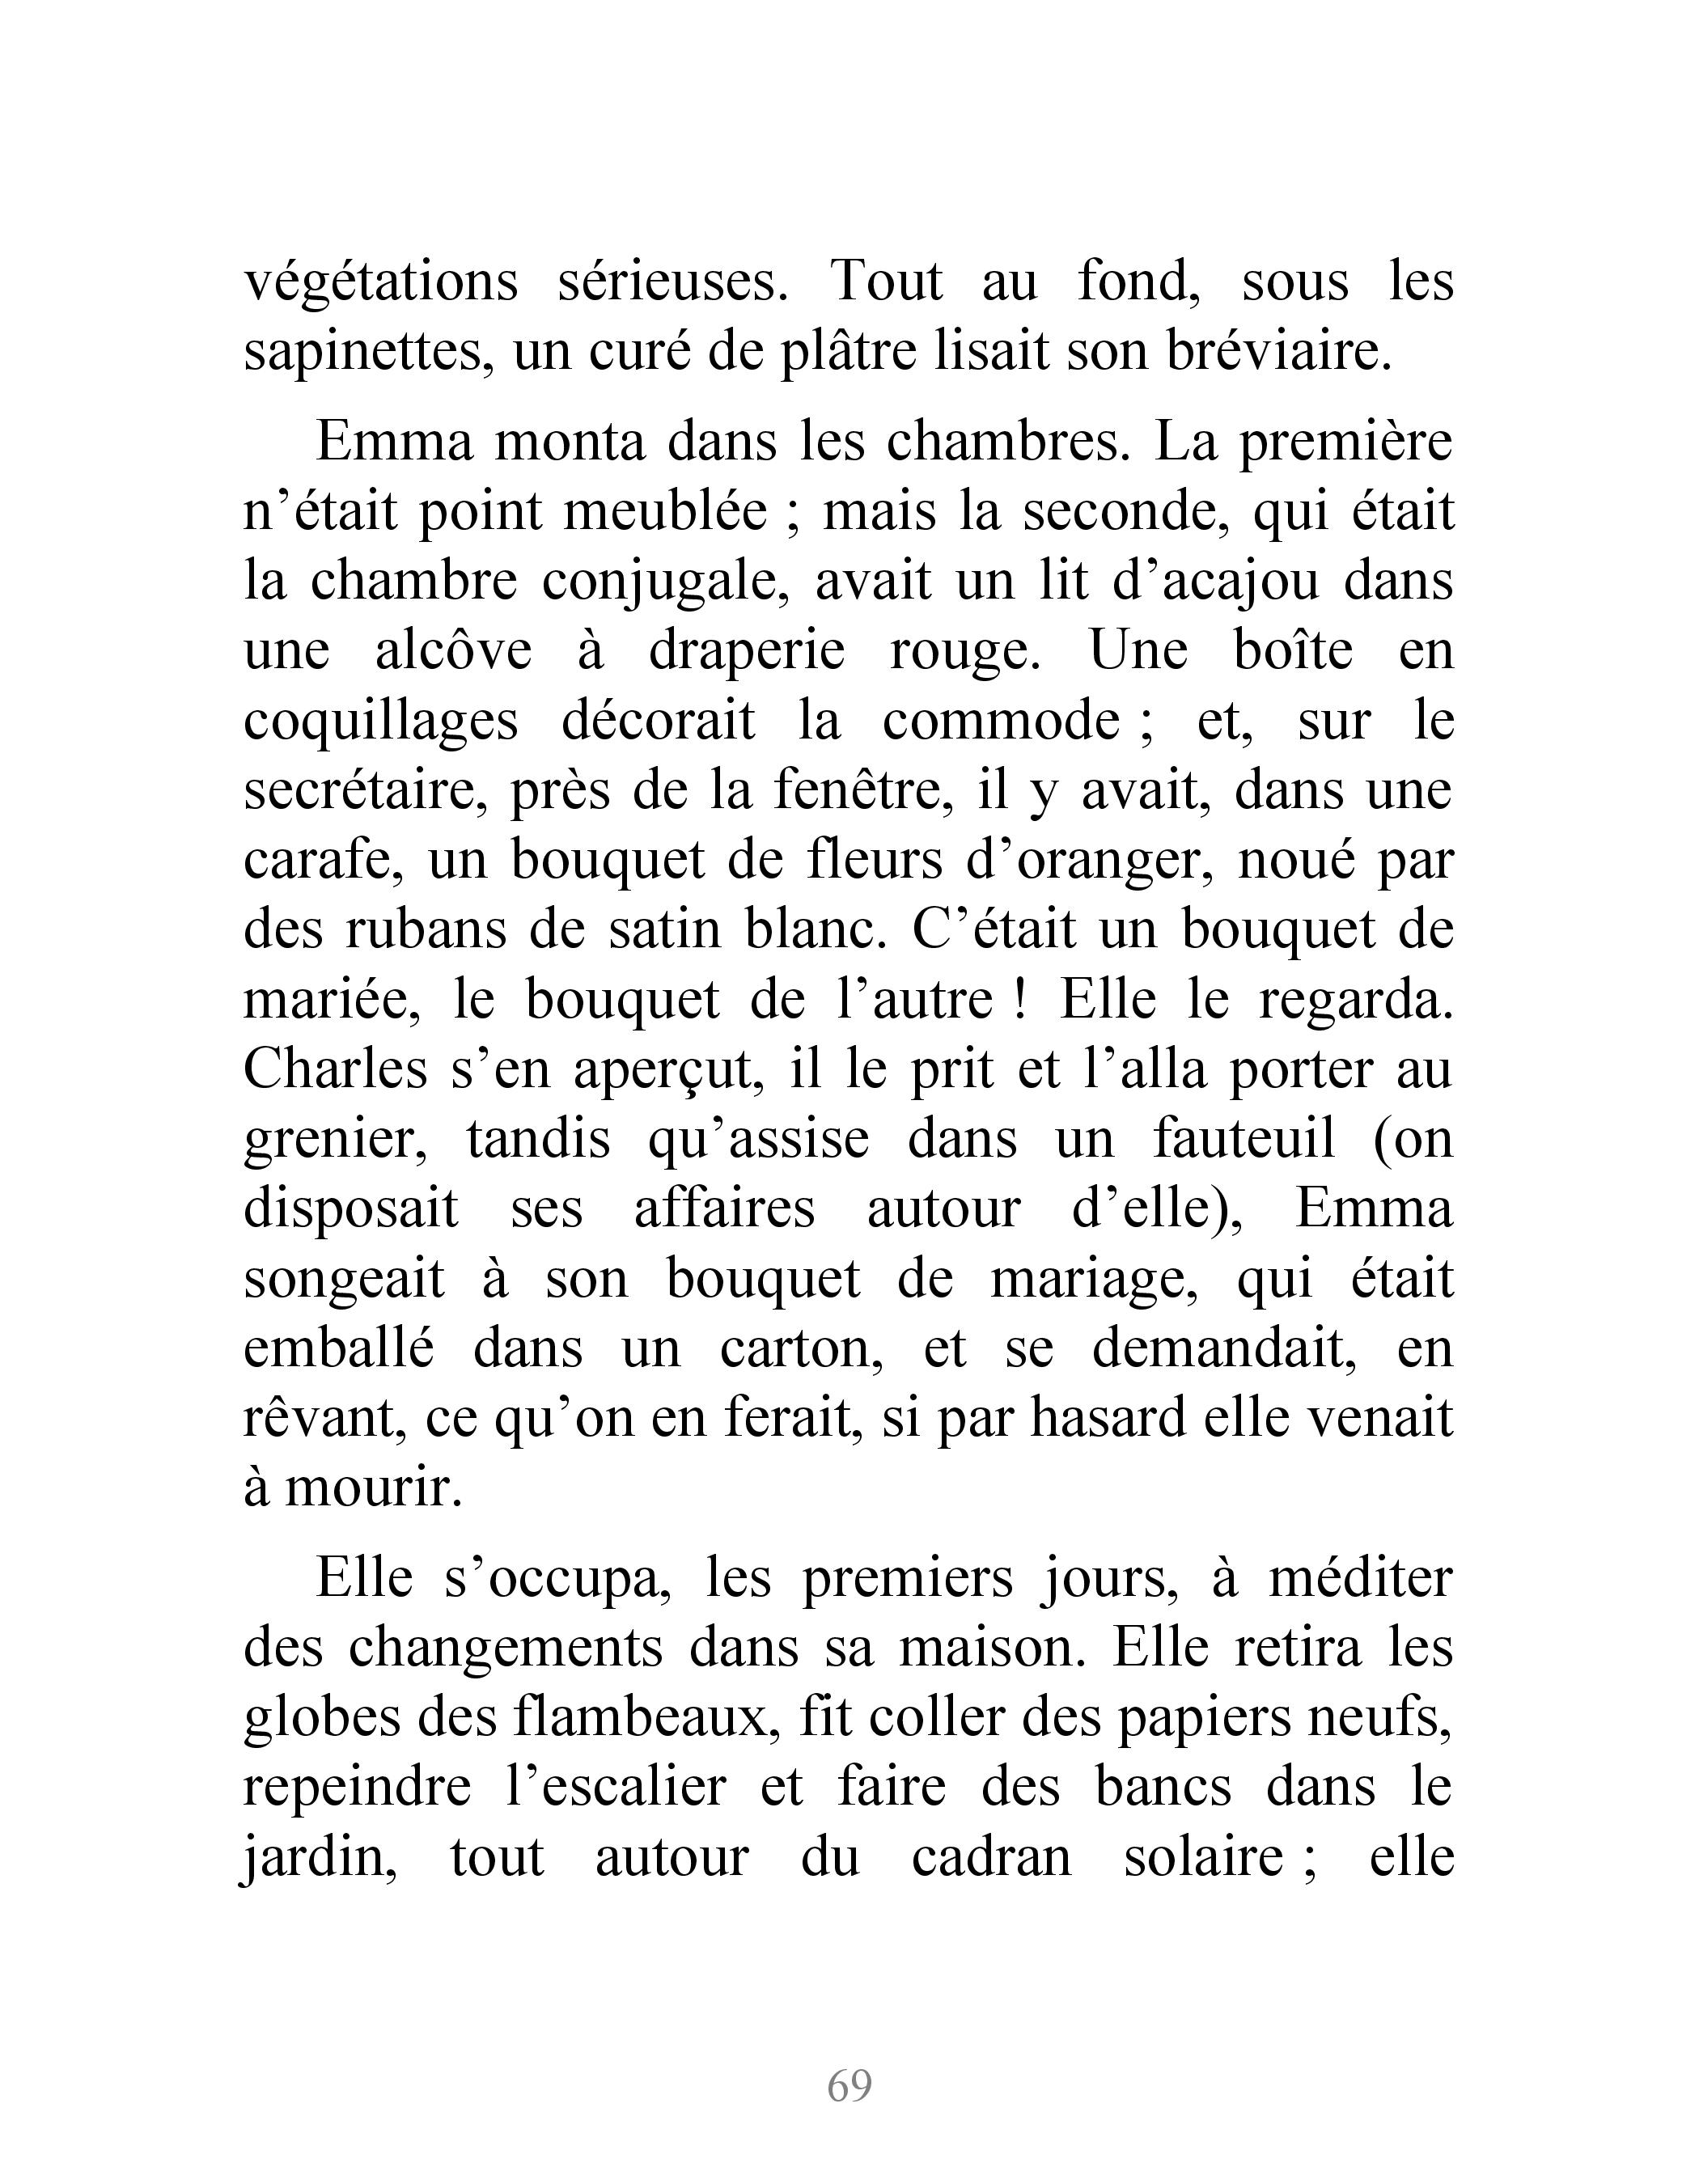 végétations sérieuses. Tout au fond, sous les
sapinettes, un curé de plâtre lisait son bréviaire.
Emma monta dans les chambres. La première
n’était point meublée ; mais la seconde, qui était
la chambre conjugale, avait un lit d’acajou dans
une alcôve à draperie rouge. Une boîte en
coquillages décorait la commode ; et, sur le
secrétaire, près de la fenêtre, il y avait, dans une
carafe, un bouquet de fleurs d’oranger, noué par
des rubans de satin blanc. C’était un bouquet de
mariée, le bouquet de l’autre ! Elle le regarda.
Charles s’en aperçut, il le prit et l’alla porter au
grenier, tandis qu’assise dans un fauteuil (on
disposait ses affaires autour d’elle), Emma
songeait à son bouquet de mariage, qui était
emballé dans un carton, et se demandait, en
rêvant, ce qu’on en ferait, si par hasard elle venait
à mourir.
Elle s’occupa, les premiers jours, à méditer
des changements dans sa maison. Elle retira les
globes des flambeaux, fit coller des papiers neufs,
repeindre l’escalier et faire des bancs dans le
jardin, tout autour du cadran solaire ; elle
69